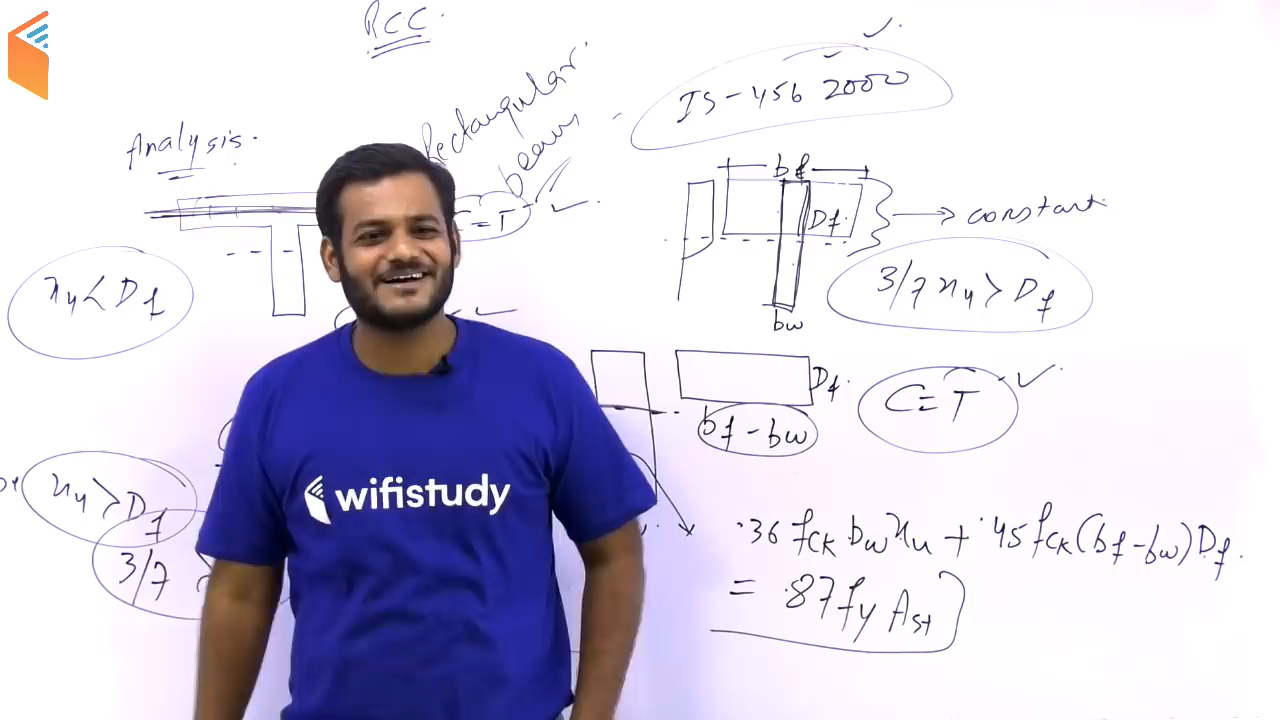 RCC
IS-456 2000
Analysis.
Rectangular
beam
C=T
xu < Df
bf
Df
constant
3/7 xu > Df
bw
Df
bf - bw
C=T
xu > Df
3/7
wifistudy
.36 fck bw xu + .45 fck (bf-bw) Df.
= .87 fy Ast